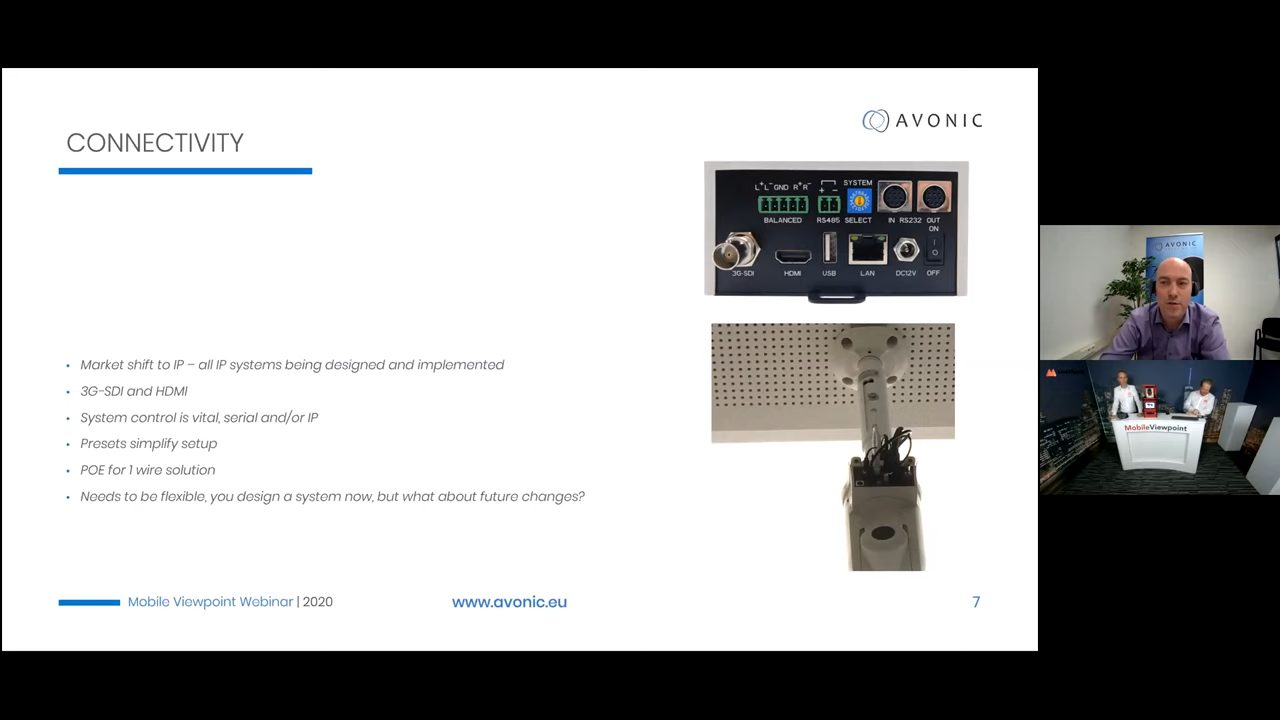 CONNECTIVITY
AVONIC
L+ L- GND R+ R-
+ -
SYSTEM
BALANCED
RS485
SELECT
IN RS232 OUT
ON
3G-SDI
HDMI
USB
LAN
DC12V
OFF
Market shift to IP – all IP systems being designed and implemented
3G-SDI and HDMI
System control is vital, serial and/or IP
Presets simplify setup
POE for 1 wire solution
Needs to be flexible, you design a system now, but what about future changes?
Mobile Viewpoint Webinar | 2020
www.avonic.eu
7
AVONIC
MobileViewpoint